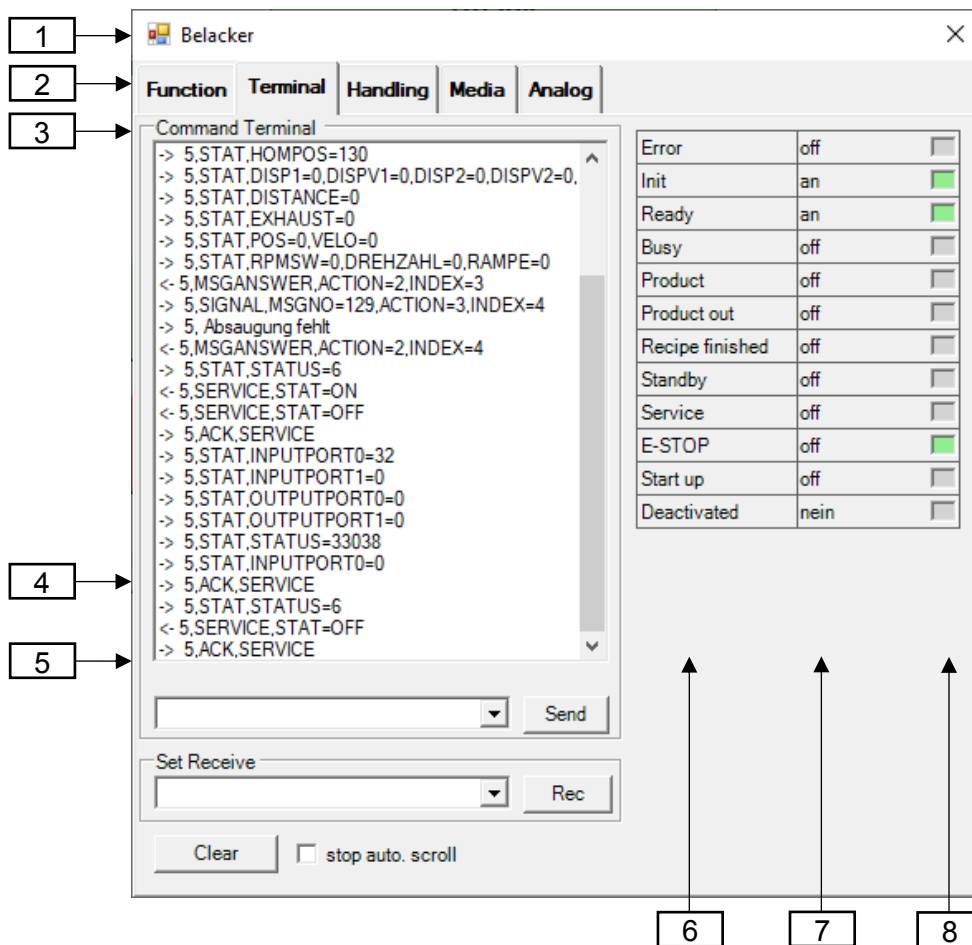 1
Belacker
2
Function Terminal Handling Media Analog
3
Command Terminal
-> 5,STAT,HOMPOS=130
-> 5,STAT,DISP1=0,DISPV1=0,DISP2=0,DISPV2=0,
-> 5,STAT,DISTANCE=0
-> 5,STAT,EXHAUST=0
-> 5,STAT,POS=0,VELO=0
-> 5,STAT,RPMSW=0,DREHZAHL=0,RAMPE=0
<- 5,MSGANSWER,ACTION=2,INDEX=3
-> 5,SIGNAL,MSGNO=129,ACTION=3,INDEX=4
-> 5, Absaugung fehlt
<- 5,MSGANSWER,ACTION=2,INDEX=4
-> 5,STAT,STATUS=6
<- 5,SERVICE,STAT=ON
<- 5,SERVICE,STAT=OFF
-> 5,ACK,SERVICE
-> 5,STAT,INPUTPORT0=32
-> 5,STAT,INPUTPORT1=0
-> 5,STAT,OUTPUTPORT0=0
-> 5,STAT,OUTPUTPORT1=0
-> 5,STAT,STATUS=33038
-> 5,STAT,INPUTPORT0=0
-> 5,ACK,SERVICE
-> 5,STAT,STATUS=6
<- 5,SERVICE,STAT=OFF
-> 5,ACK,SERVICE
4
5
Send
Set Receive
Rec
Clear stop auto. scroll
Error off
Init an
Ready an
Busy off
Product off
Product out off
Recipe finished off
Standby off
Service off
E-STOP off
Start up off
Deactivated nein
6 7 8